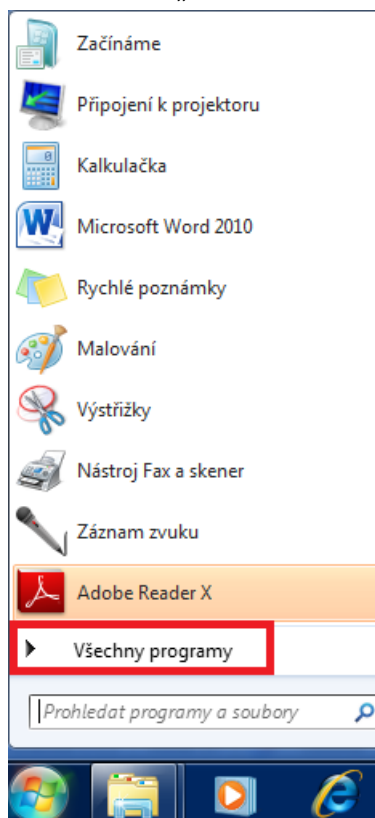 Začínáme
Připojení k projektoru
Kalkulačka
Microsoft Word 2010
Rychlé poznámky
Malování
Výstřižky
Nástroj Fax a skener
Záznam zvuku
Adobe Reader X
Všechny programy
Prohledat programy a soubory